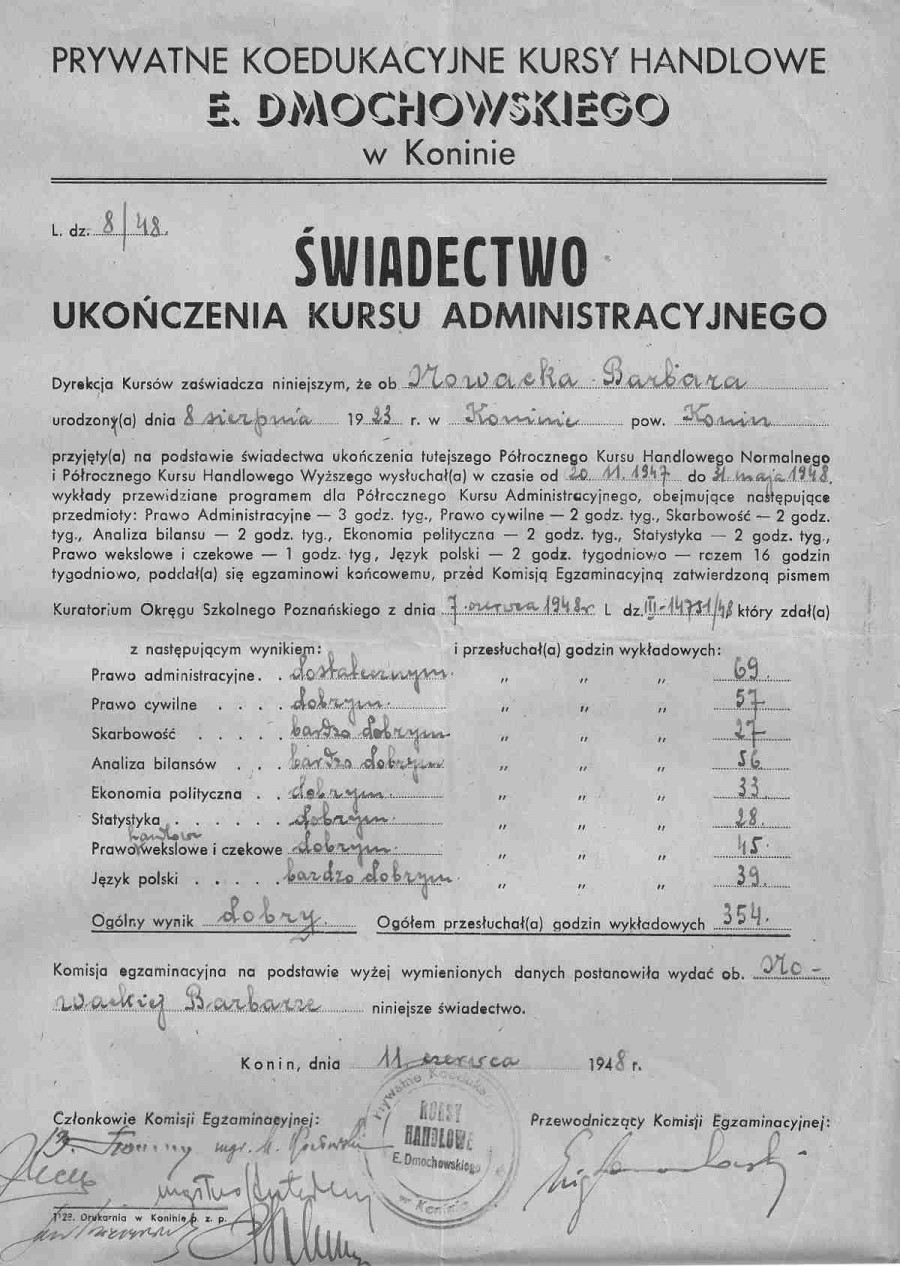 PRYWATNE KOEDUKACYJNE KURSY HANDLOWE
E. DMOCHOWSKIEGO
w Koninie
L. dz. 8/48.
ŚWIADECTWO
UKOŃCZENIA KURSU ADMINISTRACYJNEGO
Dyrekcja Kursów zaświadcza niniejszym, że ob. Nowacka Barbara
urodzony(a) dnia 8 sierpnia 1923 r. w Koninie pow. Konin
przyjęty(a) na podstawie świadectwa ukończenia tutejszego Półrocznego Kursu Handlowego Normalnego
i Półrocznego Kursu Handlowego Wyższego wysłuchał(a) w czasie od 20. 11. 1947 do 31. maja 1948.
wykłady przewidziane programem dla Półrocznego Kursu Administracyjnego, obejmujące następujące
przedmioty: Prawo Administracyjne — 3 godz. tyg., Prawo cywilne — 2 godz. tyg., Skarbowość — 2 godz.
tyg., Analiza bilansu — 2 godz. tyg., Ekonomia polityczna — 2 godz. tyg., Statystyka — 2 godz. tyg.,
Prawo wekslowe i czekowe — 1 godz. tyg, Język polski — 2 godz. tygodniowo — razem 16 godzin
tygodniowo, poddał(a) się egzaminowi końcowemu, przed Komisją Egzaminacyjną zatwierdzoną pismem
Kuratorium Okręgu Szkolnego Poznańskiego z dnia 7. czerwca 1948 r L dz. III-14731/48 który zdał(a)
z następującym wynikiem: i przesłuchał(a) godzin wykładowych:
Prawo administracyjne. . dostatecznym. " " " 69.
Prawo cywilne . . . . dobrym. " " " 57
Skarbowość . . . . . bardzo dobrym " " " 27
Analiza bilansów . . . bardzo dobrym " " " 56
Ekonomia polityczna . . dobrym. " " " 33.
Statystyka . . . . . . dobrym. " " " 28.
Prawo wekslowe i czekowe dobrym. " " " 45.
Język polski . . . . . bardzo dobrym. " " " 39.
Ogólny wynik dobry. Ogółem przesłuchał(a) godzin wykładowych 354.
Komisja egzaminacyjna na podstawie wyżej wymienionych danych postanowiła wydać ob. No-
wackiej Barbarze niniejsze świadectwo.
Konin, dnia 11 czerwca 1948 r.
Członkowie Komisji Egzaminacyjnej: Przewodniczący Komisji Egzaminacyjnej:
Prywatne Koedukac
KURSY
HANDLOWE
E. Dmochowskiego
w Koninie
mgr. M.
129. Drukarnia w Koninie p. z. p.